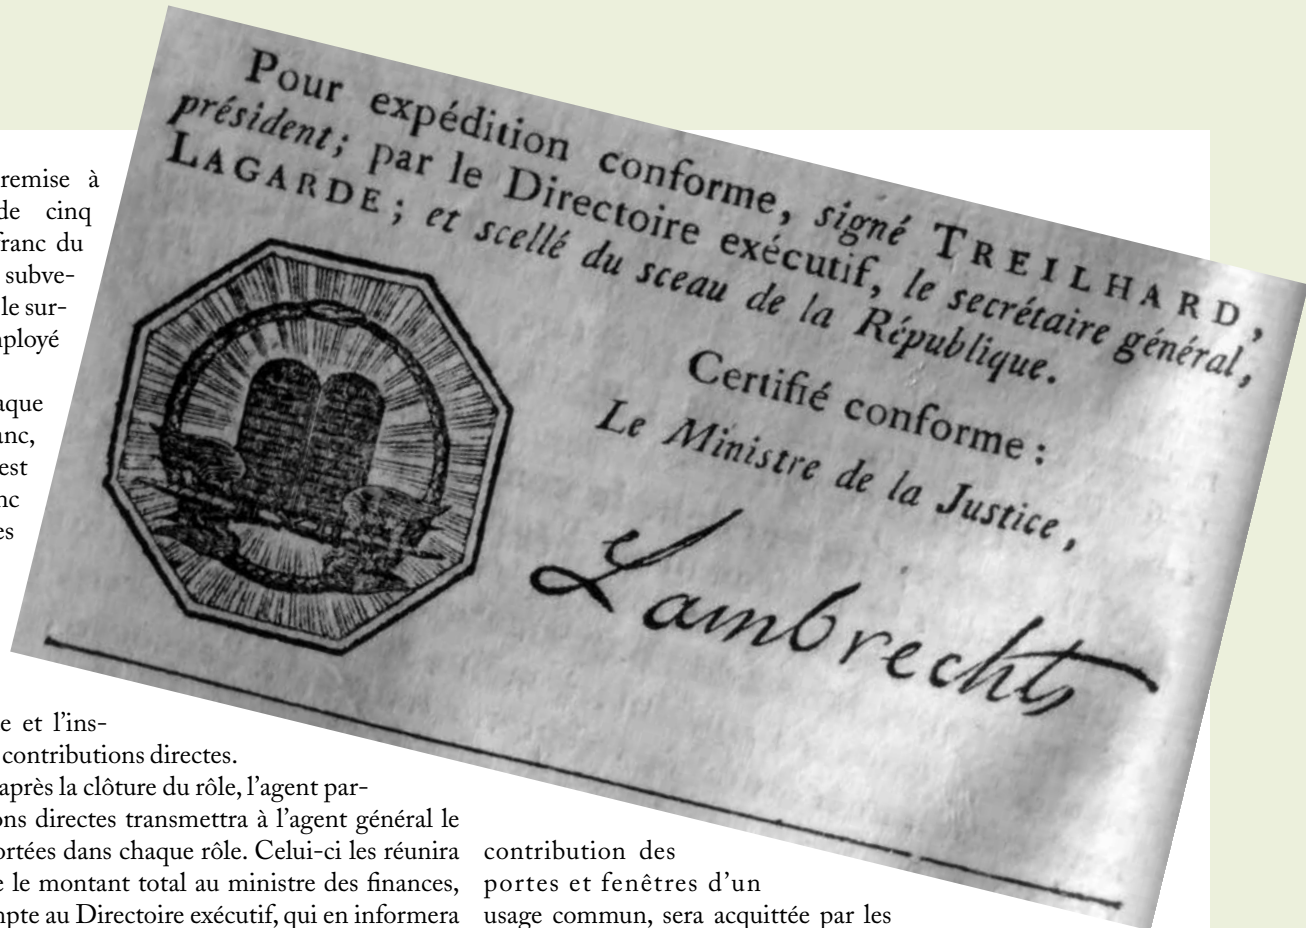 Pour expédition conforme, signé TREILHARD,
président; par le Directoire exécutif, le secrétaire général,
LAGARDE; et scellé du sceau de la République.
Certifié conforme :
Le Ministre de la Justice,
Lambrechts
remise à
de cinq
franc du
subve-
le sur-
ployé
aque
nc,
est
nc
es
e et l’ins-
contributions directes.
après la clôture du rôle, l’agent par-
ons directes transmettra à l’agent général le
ortées dans chaque rôle. Celui-ci les réunira
e le montant total au ministre des finances,
mpte au Directoire exécutif, qui en informera
contribution des
portes et fenêtres d’un
usage commun, sera acquittée par les